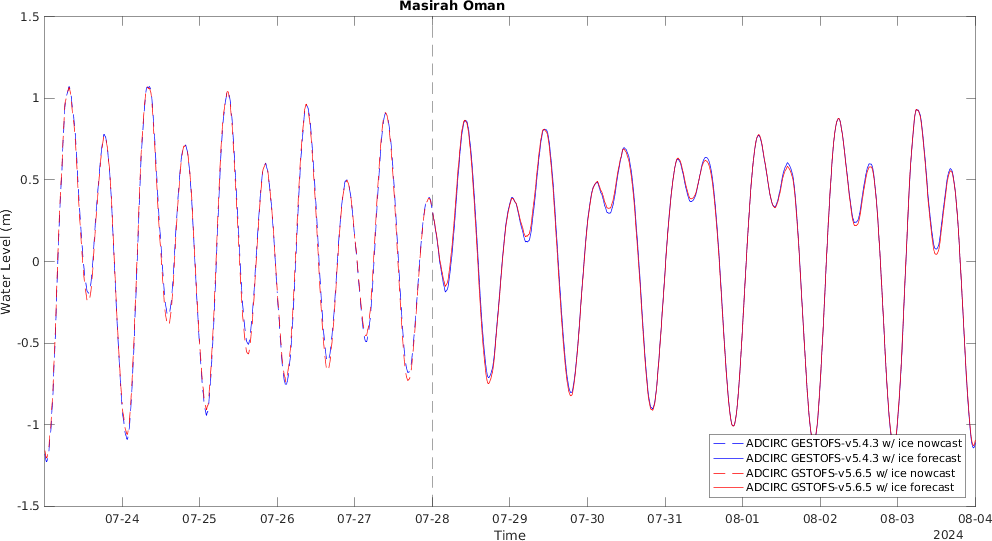 Masirah Oman
1.5
1
0.5
0
-0.5
-1
-1.5
Water Level (m)
07-24 07-25 07-26 07-27 07-28 07-29 07-30 07-31 08-01 08-02 08-03 08-04
Time
2024
ADCIRC GESTOFS-v5.4.3 w/ ice nowcast
ADCIRC GESTOFS-v5.4.3 w/ ice forecast
ADCIRC GSTOFS-v5.6.5 w/ ice nowcast
ADCIRC GSTOFS-v5.6.5 w/ ice forecast